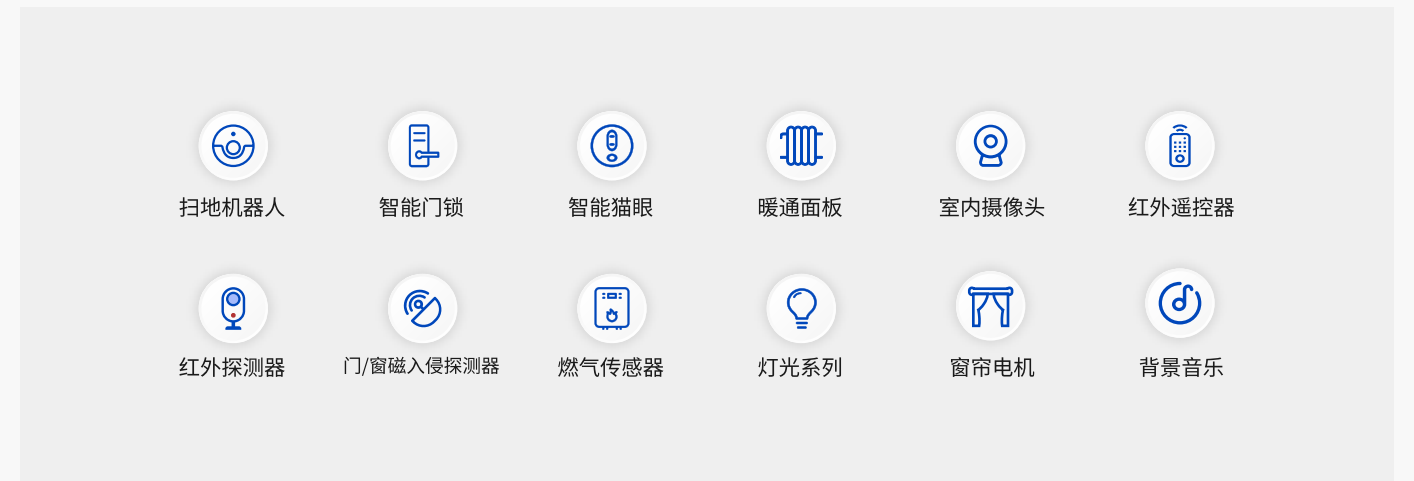 扫地机器人
智能门锁
智能猫眼
暖通面板
室内摄像头
红外遥控器
红外探测器
门/窗磁入侵探测器
燃气传感器
灯光系列
窗帘电机
背景音乐